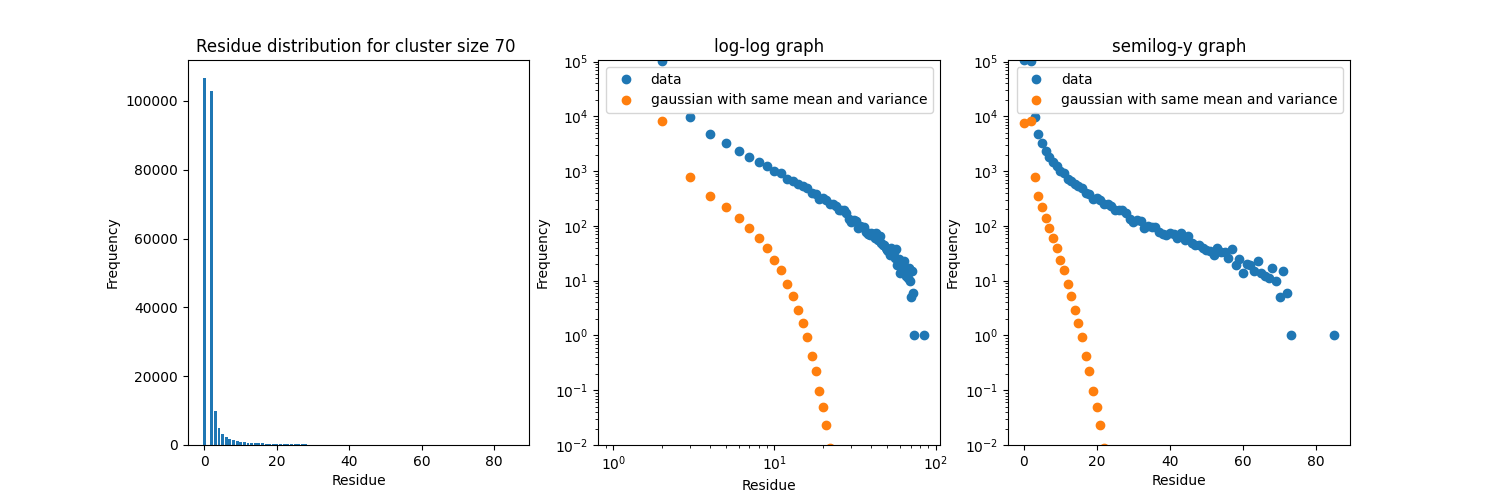 Residue distribution for cluster size 70
100000
80000
60000
40000
20000
0
Frequency
0 20 40 60 80
Residue
log-log graph
data
gaussian with same mean and variance
10^5
10^4
10^3
10^2
10^1
10^0
10^-1
10^-2
Frequency
10^0 10^1 10^2
Residue
semilog-y graph
data
gaussian with same mean and variance
10^5
10^4
10^3
10^2
10^1
10^0
10^-1
10^-2
Frequency
0 20 40 60 80
Residue